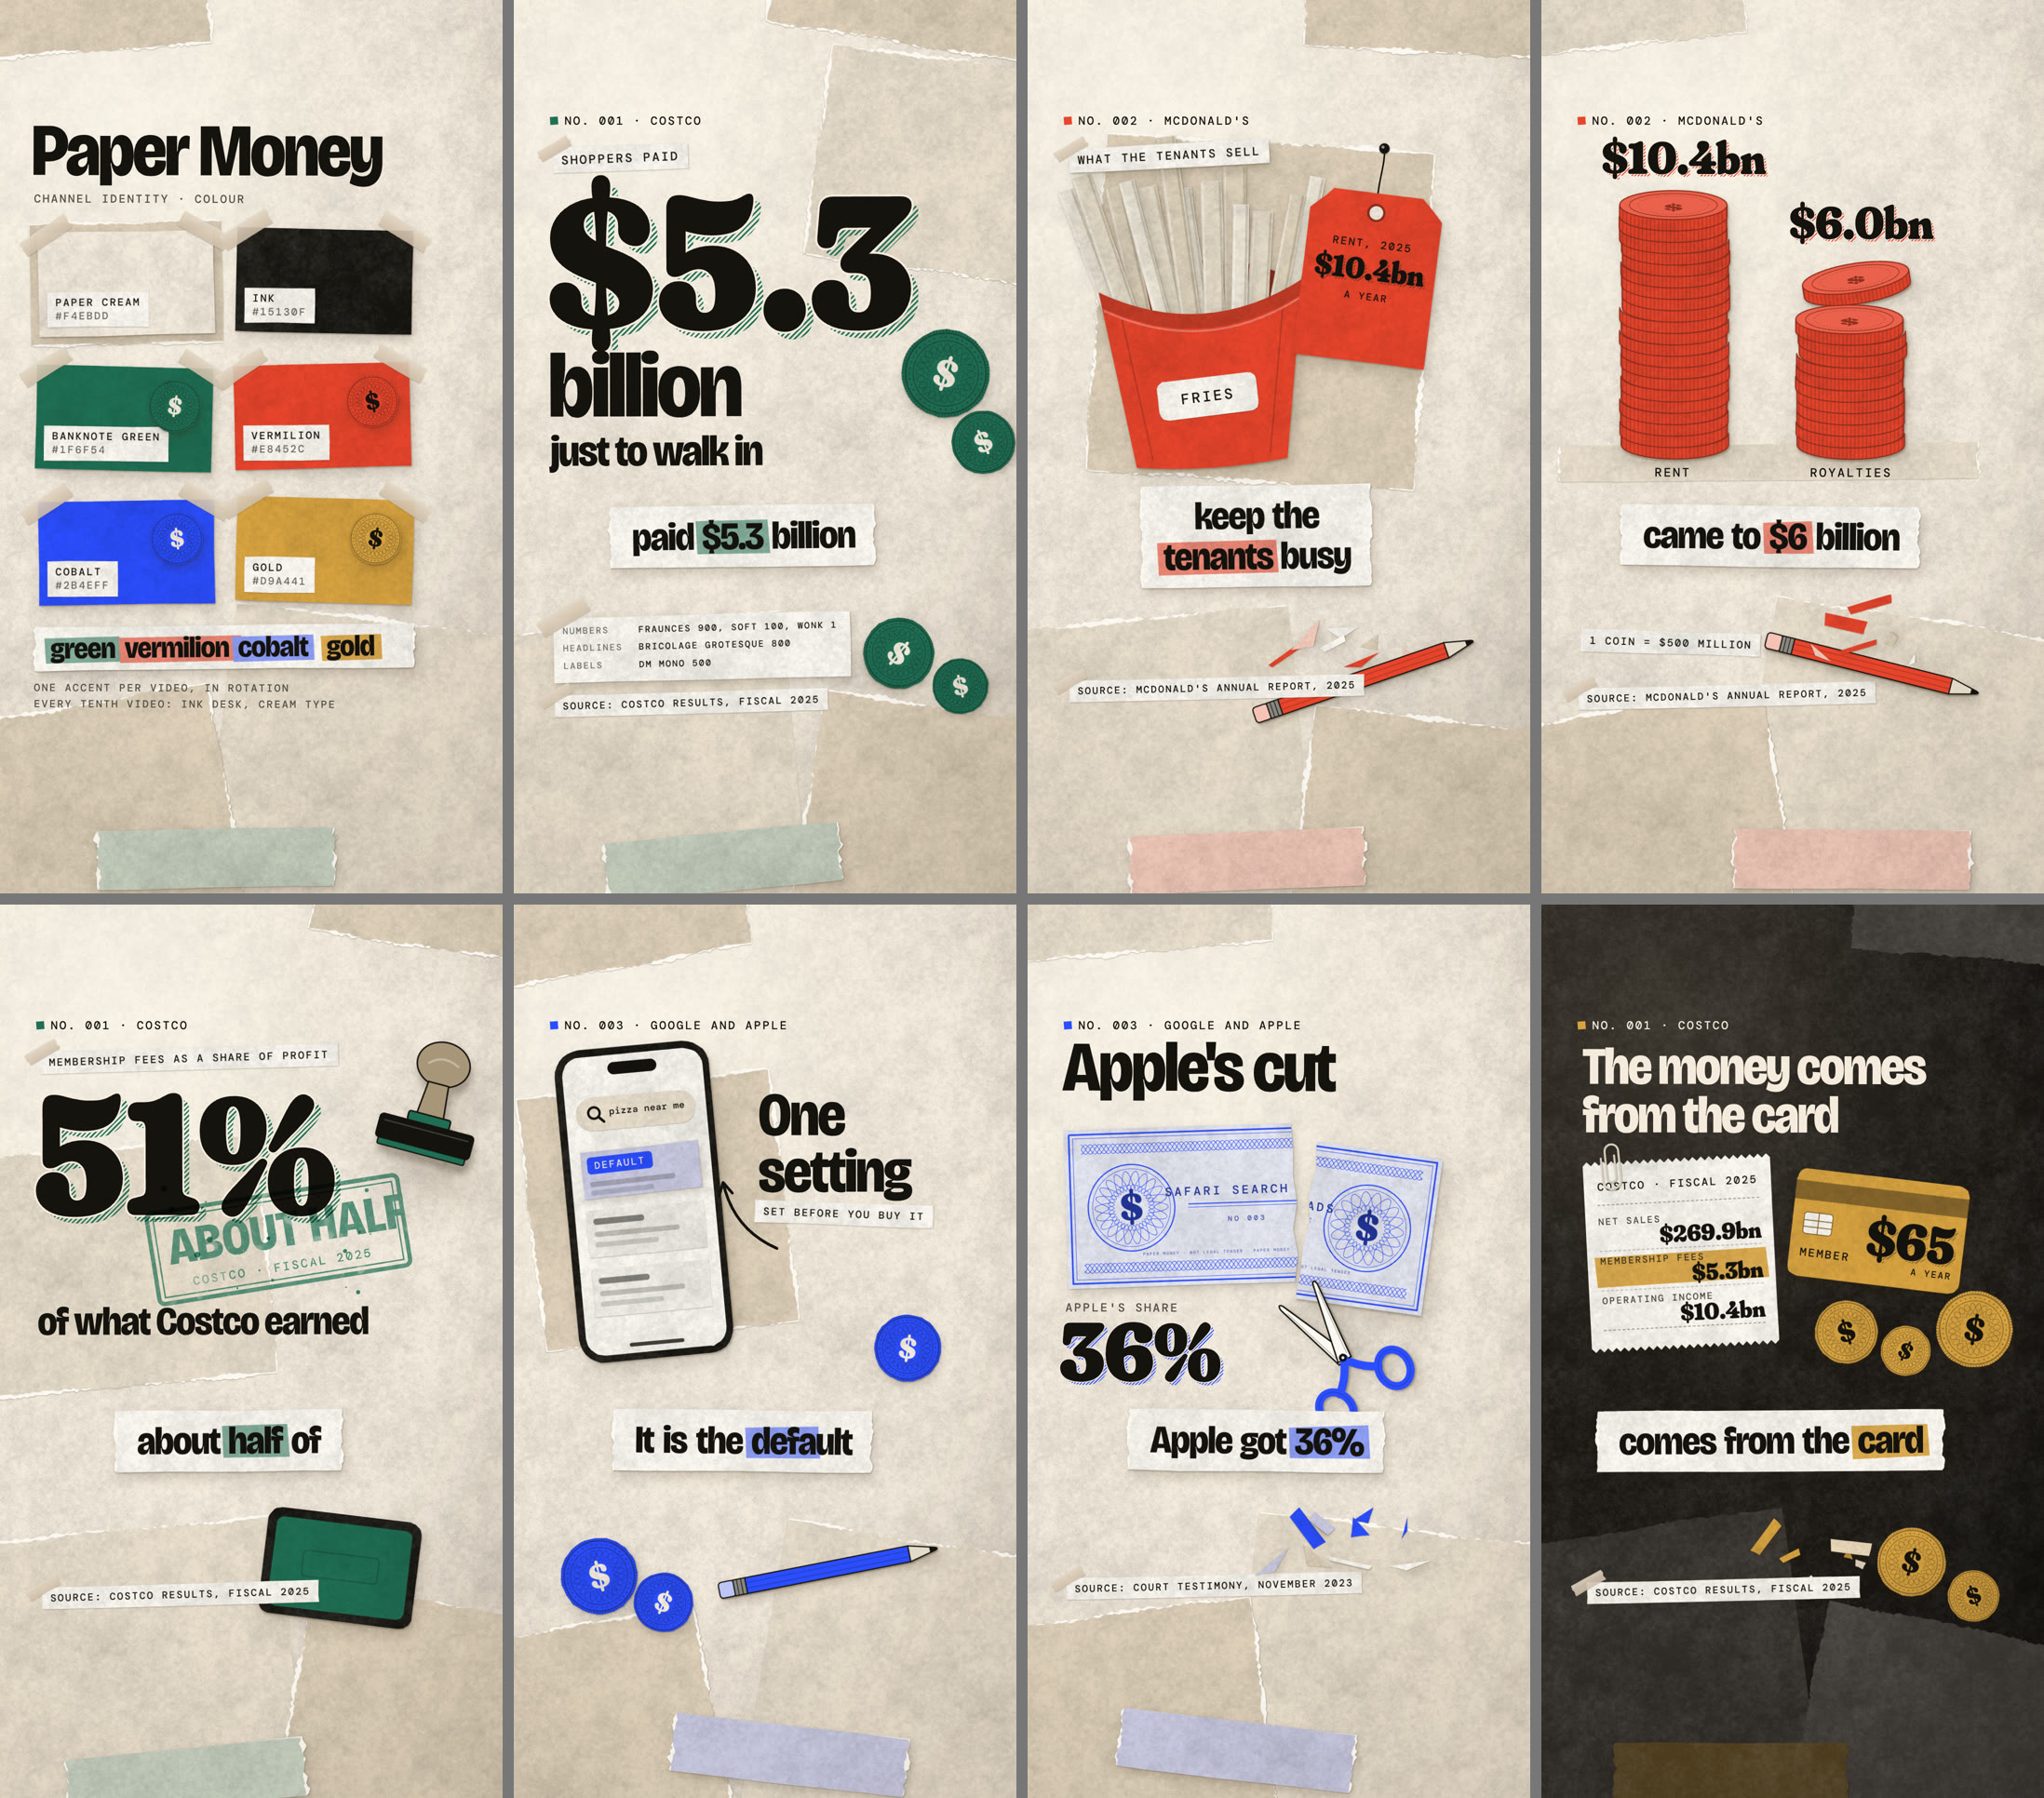 Paper Money
CHANNEL IDENTITY · COLOUR
PAPER CREAM
#F4EBDD
INK
#15130F
BANKNOTE GREEN
#1F6F54
$
VERMILION
#E8452C
$
COBALT
#2B4EFF
$
GOLD
#D9A441
$
green vermilion cobalt gold
ONE ACCENT PER VIDEO, IN ROTATION
EVERY TENTH VIDEO: INK DESK, CREAM TYPE
NO. 001 · COSTCO
SHOPPERS PAID
$5.3
billion
just to walk in
$
$
paid $5.3 billion
NUMBERS FRAUNCES 900, SOFT 100, WONK 1
HEADLINES BRICOLAGE GROTESQUE 800
LABELS DM MONO 500
$
$
SOURCE: COSTCO RESULTS, FISCAL 2025
NO. 002 · MCDONALD'S
WHAT THE TENANTS SELL
RENT, 2025
$10.4bn
A YEAR
FRIES
keep the
tenants busy
SOURCE: MCDONALD'S ANNUAL REPORT, 2025
NO. 002 · MCDONALD'S
$10.4bn
$6.0bn
$
$
$
RENT
ROYALTIES
came to $6 billion
1 COIN = $500 MILLION
SOURCE: MCDONALD'S ANNUAL REPORT, 2025
NO. 001 · COSTCO
MEMBERSHIP FEES AS A SHARE OF PROFIT
51%
ABOUT HALF
COSTCO · FISCAL 2025
of what Costco earned
about half of
SOURCE: COSTCO RESULTS, FISCAL 2025
NO. 003 · GOOGLE AND APPLE
pizza near me
DEFAULT
One
setting
SET BEFORE YOU BUY IT
$
It is the default
$
$
NO. 003 · GOOGLE AND APPLE
Apple's cut
$
SAFARI SEARCH
ADS
NO 003
PAPER MONEY · NOT LEGAL TENDER · PAPER MONEY
$
APPLE'S SHARE
36%
Apple got 36%
SOURCE: COURT TESTIMONY, NOVEMBER 2023
NO. 001 · COSTCO
The money comes
from the card
COSTCO · FISCAL 2025
NET SALES
$269.9bn
MEMBERSHIP FEES
$5.3bn
OPERATING INCOME
$10.4bn
MEMBER
$65
A YEAR
$
$
$
comes from the card
$
$
SOURCE: COSTCO RESULTS, FISCAL 2025